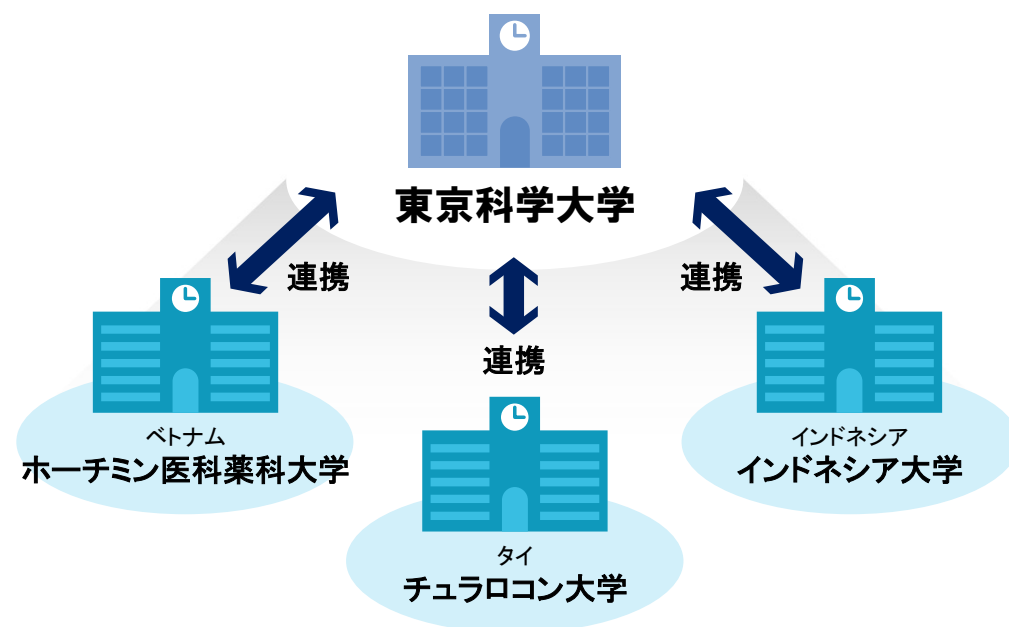 東京科学大学
連携
連携
連携
ベトナム
ホーチミン医科薬科大学
インドネシア
インドネシア大学
タイ
チュラロコン大学